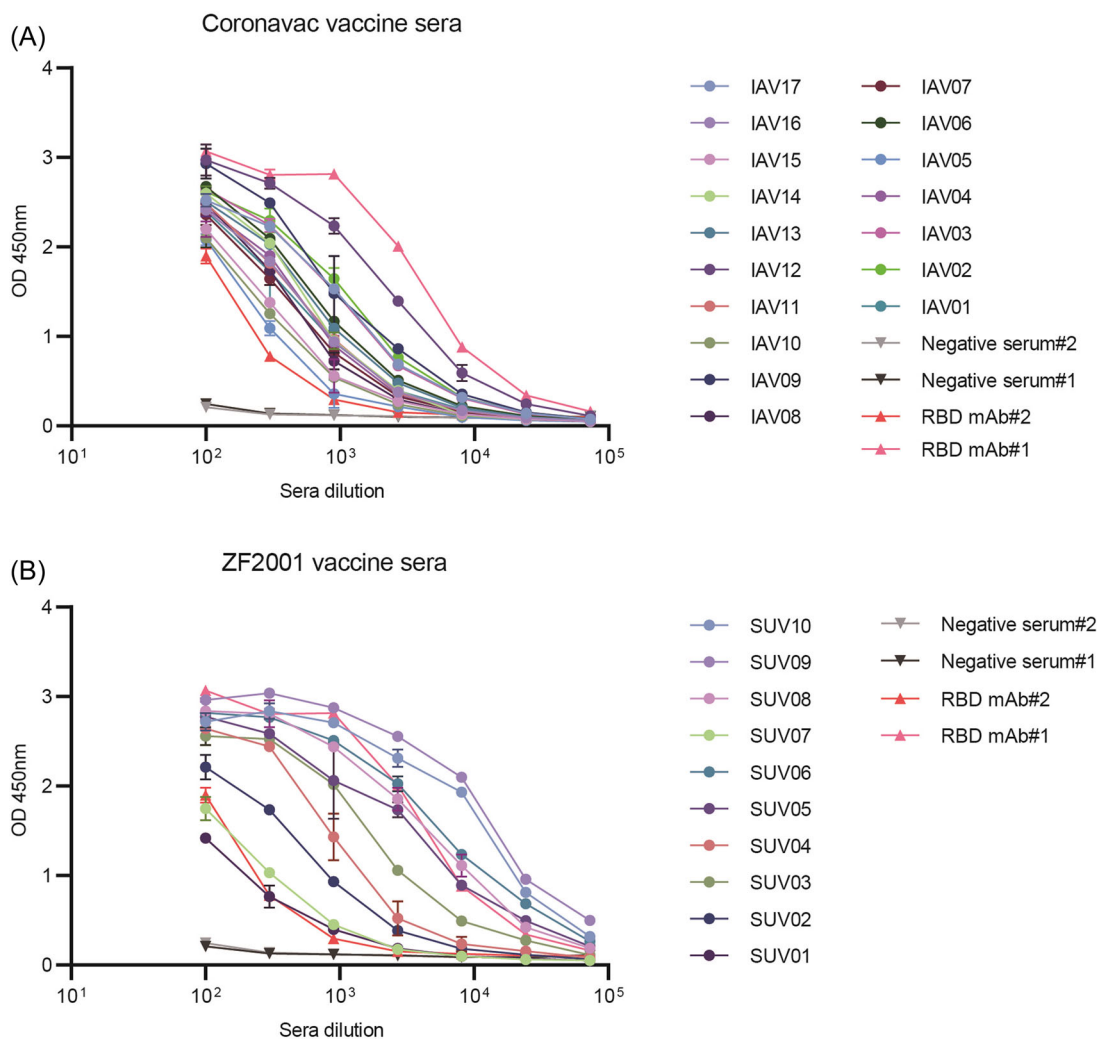 (A)
Coronavac vaccine sera
4
3
2
1
0
OD 450nm
10¹ 10² 10³ 10⁴ 10⁵
Sera dilution
IAV17
IAV16
IAV15
IAV14
IAV13
IAV12
IAV11
IAV10
IAV09
IAV08
IAV07
IAV06
IAV05
IAV04
IAV03
IAV02
IAV01
Negative serum#2
Negative serum#1
RBD mAb#2
RBD mAb#1
(B)
ZF2001 vaccine sera
4
3
2
1
0
OD 450nm
10¹ 10² 10³ 10⁴ 10⁵
Sera dilution
SUV10
SUV09
SUV08
SUV07
SUV06
SUV05
SUV04
SUV03
SUV02
SUV01
Negative serum#2
Negative serum#1
RBD mAb#2
RBD mAb#1